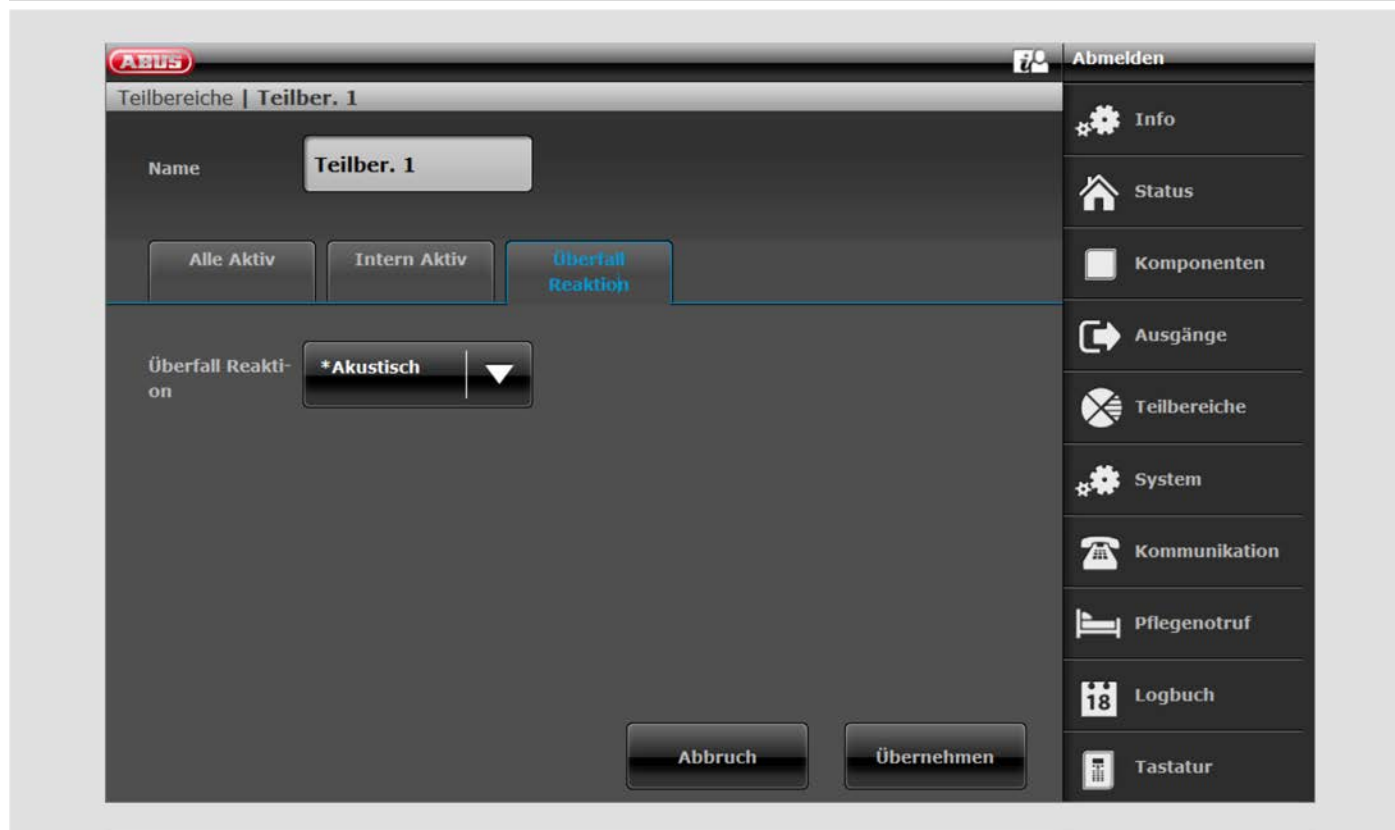 ABUS
Abmelden
Teilbereiche | Teilber. 1
Name
Teilber. 1
Alle Aktiv
Intern Aktiv
Überfall
Reaktion
Überfall Reakti-
on
*Akustisch
Abbruch
Übernehmen
Info
Status
Komponenten
Ausgänge
Teilbereiche
System
Kommunikation
Pflegenotruf
18
Logbuch
Tastatur